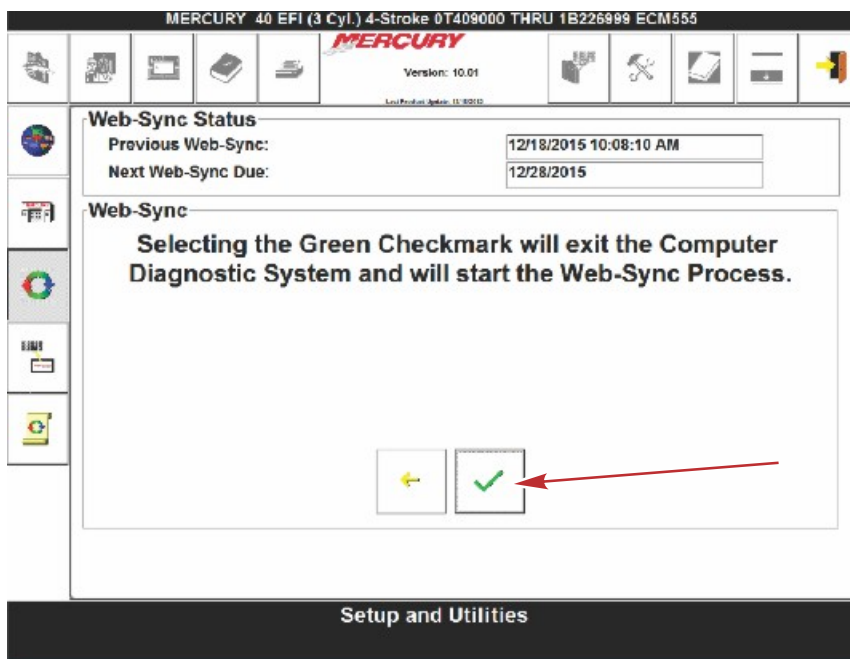 MERCURY 40 EFI (3 Cyl.) 4-Stroke 0T409000 THRU 1B226999 ECM555
MERCURY
Version: 10.01
Last Product Update:
Web-Sync Status
Previous Web-Sync: 12/18/2015 10:08:10 AM
Next Web-Sync Due: 12/28/2015
Web-Sync
Selecting the Green Checkmark will exit the Computer
Diagnostic System and will start the Web-Sync Process.
Setup and Utilities